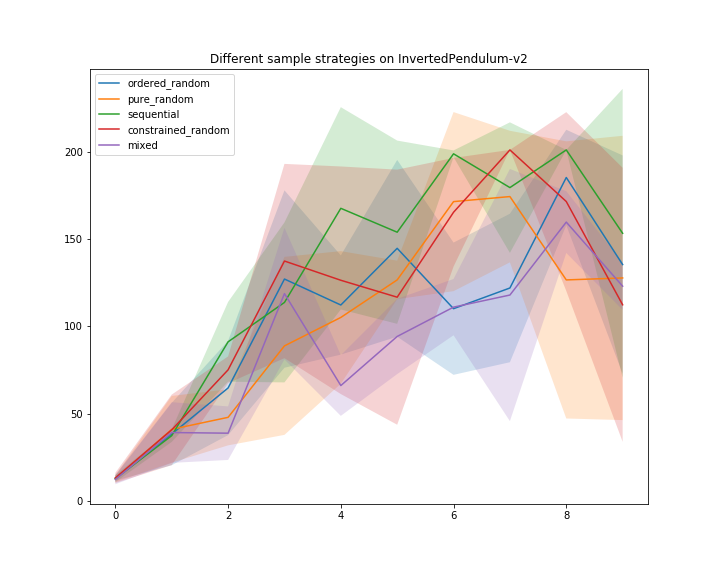 Different sample strategies on InvertedPendulum-v2
ordered_random
pure_random
sequential
constrained_random
mixed
200
150
100
50
0
0 2 4 6 8